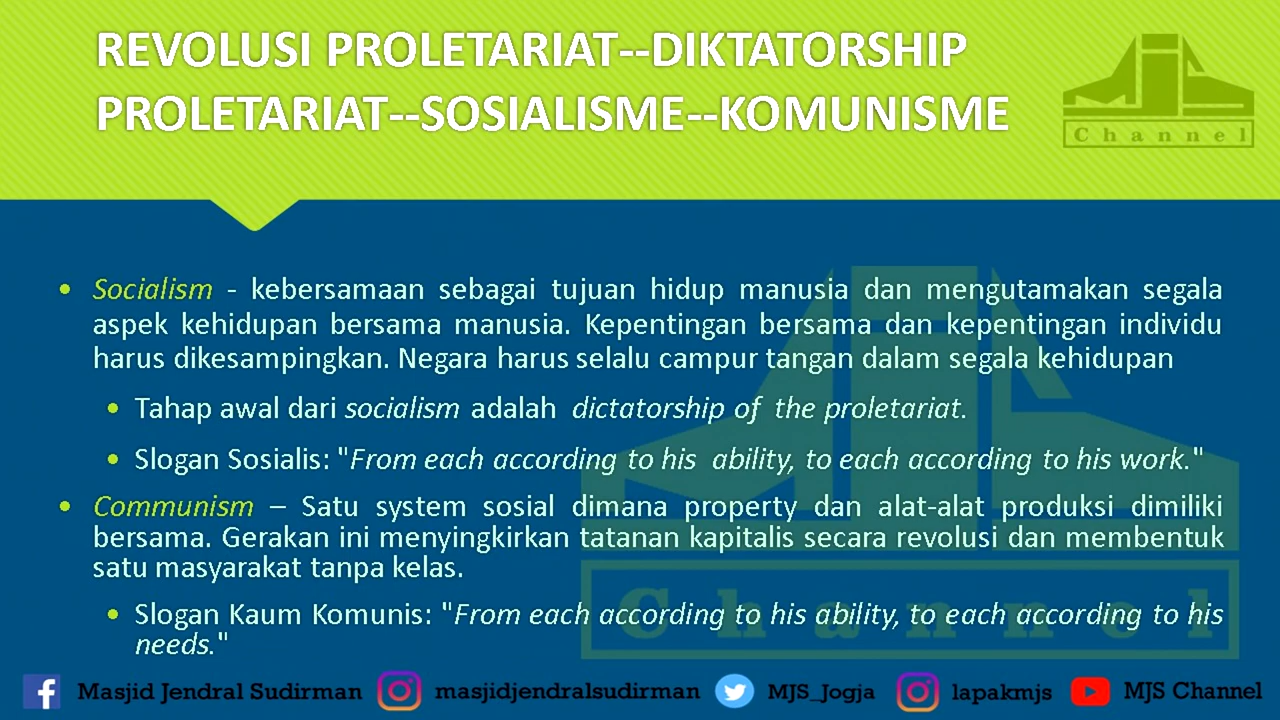 REVOLUSI PROLETARIAT--DIKTATORSHIP
PROLETARIAT--SOSIALISME--KOMUNISME
MJS
Channel
• Socialism - kebersamaan sebagai tujuan hidup manusia dan mengutamakan segala
aspek kehidupan bersama manusia. Kepentingan bersama dan kepentingan individu
harus dikesampingkan. Negara harus selalu campur tangan dalam segala kehidupan
• Tahap awal dari socialism adalah dictatorship of the proletariat.
• Slogan Sosialis: "From each according to his ability, to each according to his work."
• Communism – Satu system sosial dimana property dan alat-alat produksi dimiliki
bersama. Gerakan ini menyingkirkan tatanan kapitalis secara revolusi dan membentuk
satu masyarakat tanpa kelas.
• Slogan Kaum Komunis: "From each according to his ability, to each according to his
needs."
Channel
Masjid Jendral Sudirman masjidjendralsudirman MJS_Jogja lapakmjs MJS Channel